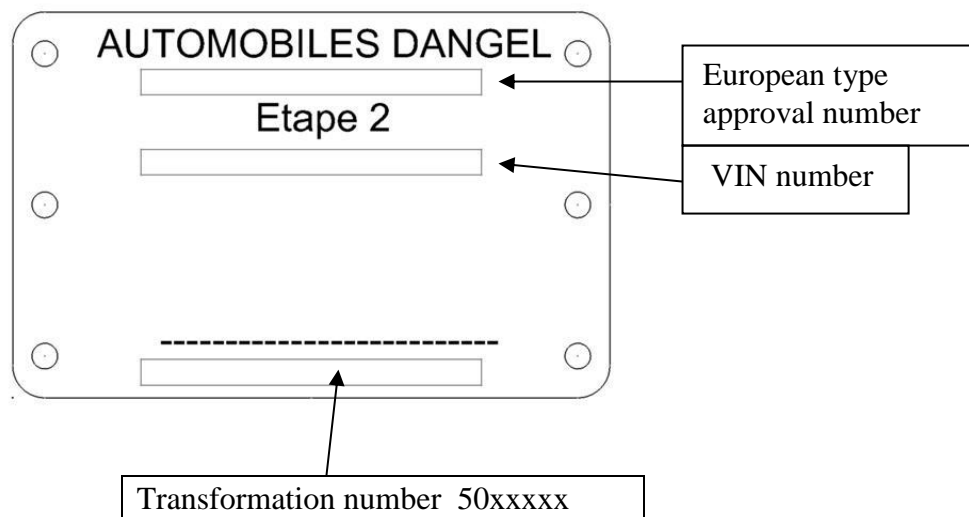 AUTOMOBILES DANGEL
European type
approval number
Etape 2
VIN number
-------------------------
Transformation number 50xxxxx